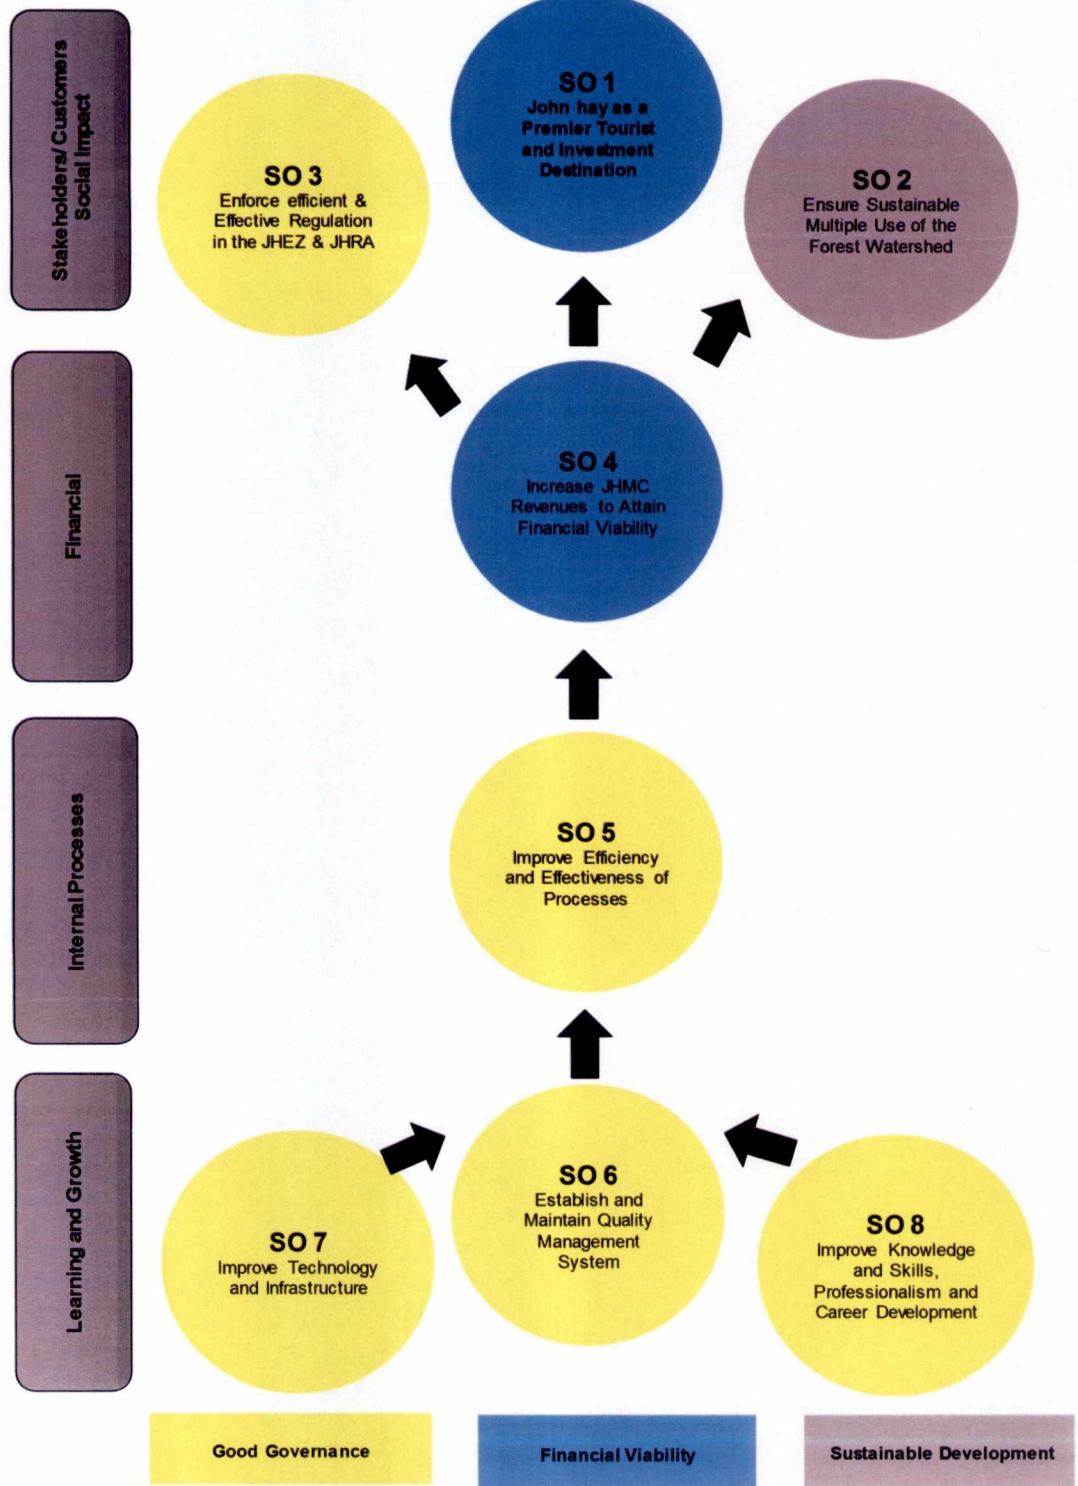 Stakeholders/Customers
Social Impact
SO 1
John hay as a
Premier Tourist
and Investment
Destination
SO 3
Enforce efficient &
Effective Regulation
in the JHEZ & JHRA
SO 2
Ensure Sustainable
Multiple Use of the
Forest Watershed
Financial
SO 4
Increase JHMC
Revenues to Attain
Financial Viability
Internal Processes
SO 5
Improve Efficiency
and Effectiveness of
Processes
Learning and Growth
SO 7
Improve Technology
and Infrastructure
SO 6
Establish and
Maintain Quality
Management
System
SO 8
Improve Knowledge
and Skills,
Professionalism and
Career Development
Good Governance
Financial Viability
Sustainable Development